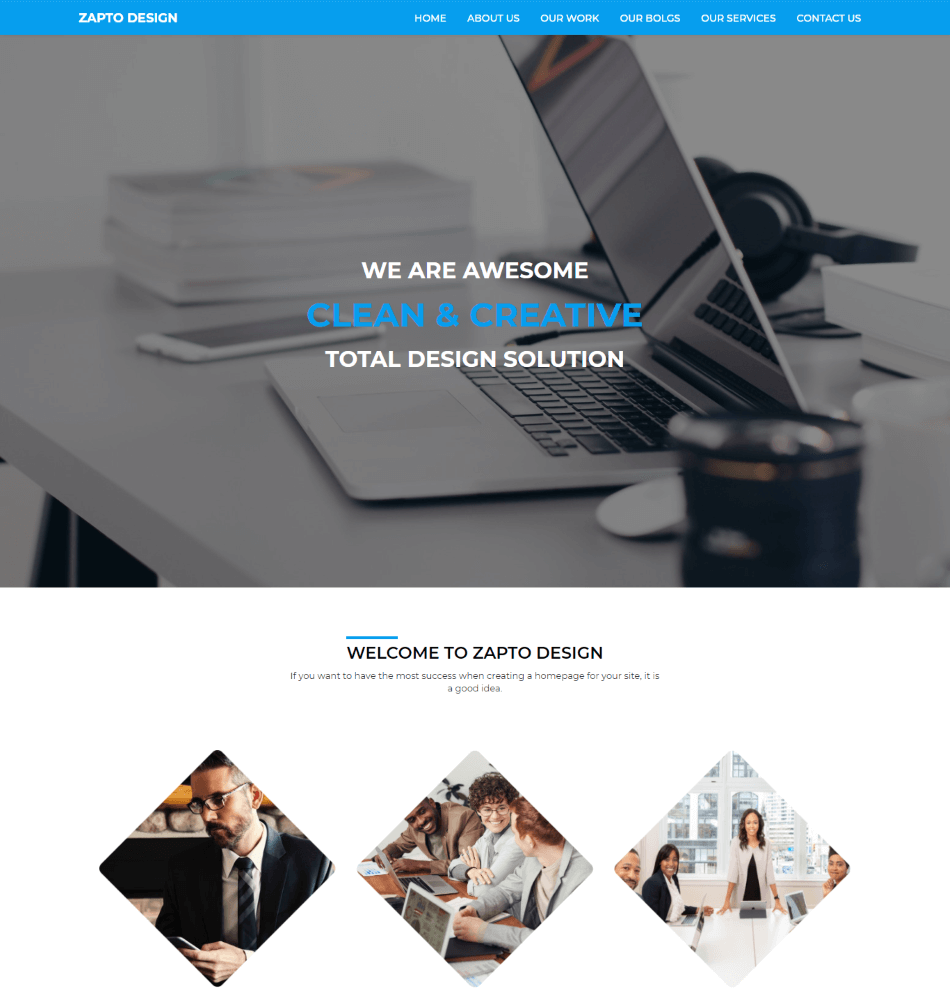 ZAPTO DESIGN HOME ABOUT US OUR WORK OUR BOLGS OUR SERVICES CONTACT US
WE ARE AWESOME
CLEAN & CREATIVE
TOTAL DESIGN SOLUTION
WELCOME TO ZAPTO DESIGN
If you want to have the most success when creating a homepage for your site, it is
a good idea.